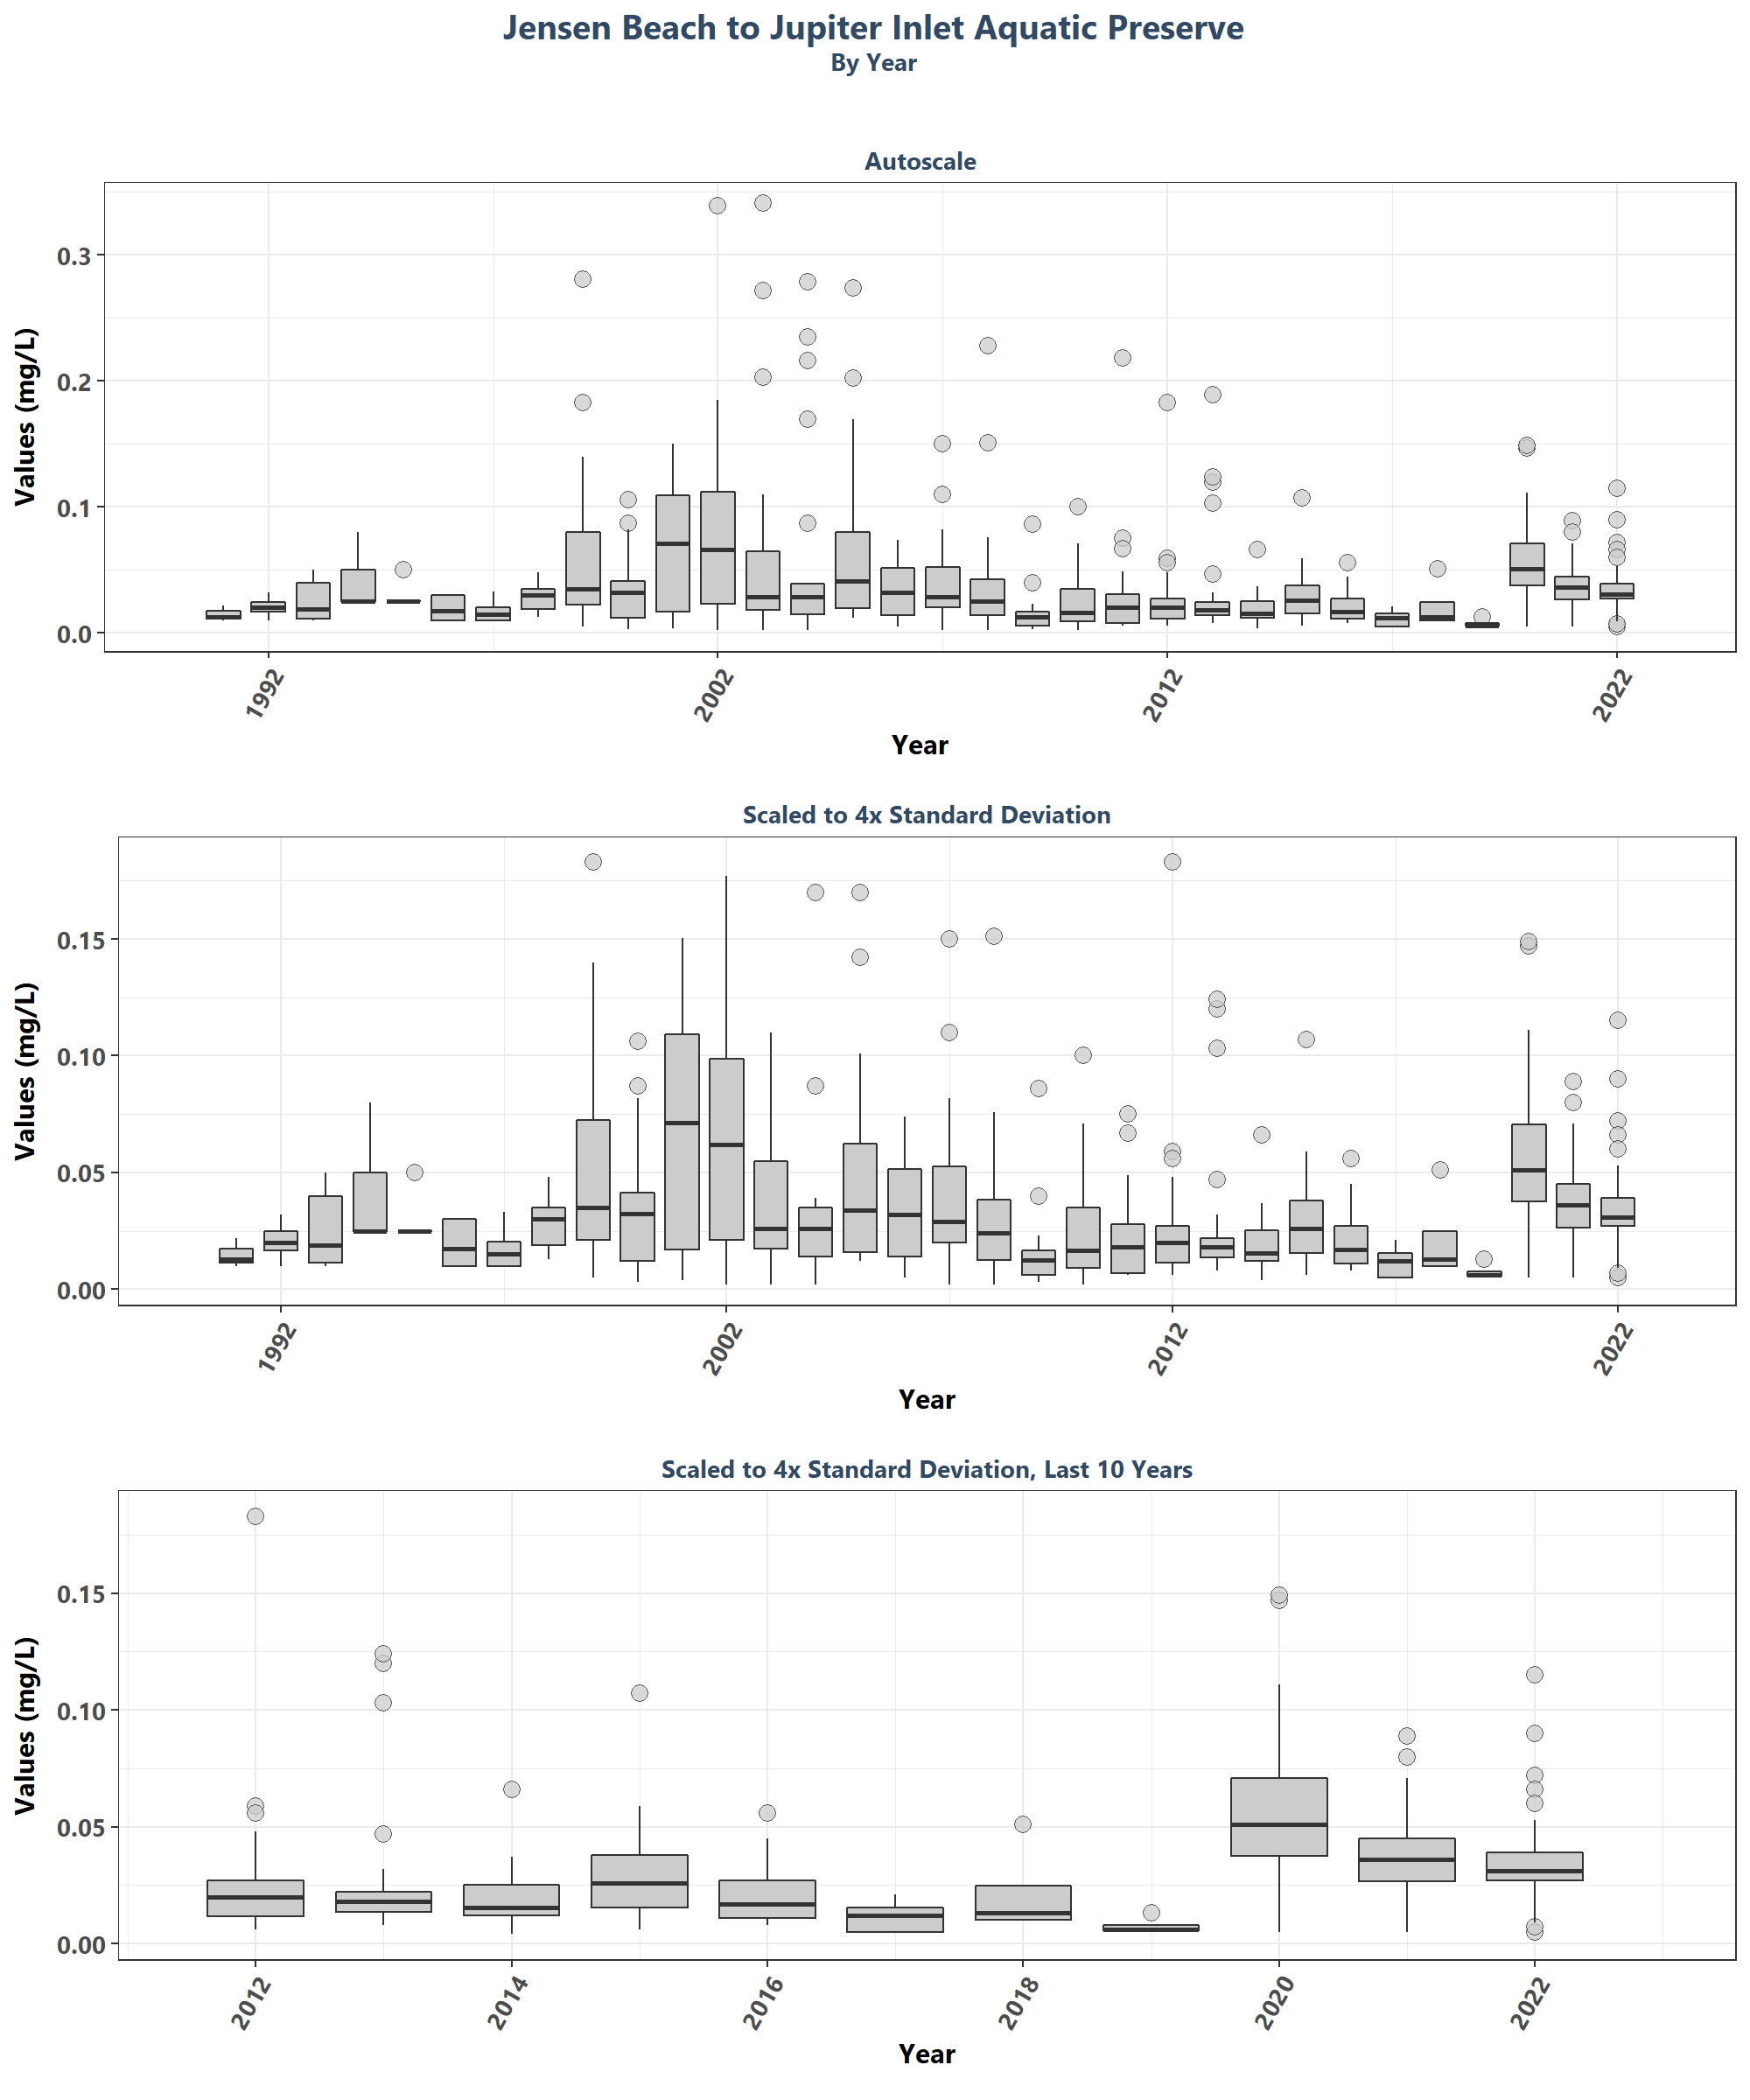 Jensen Beach to Jupiter Inlet Aquatic Preserve
By Year
Autoscale
Values (mg/L)
0.3
0.2
0.1
0.0
1992
2002
2012
2022
Year
Scaled to 4x Standard Deviation
Values (mg/L)
0.15
0.10
0.05
0.00
1992
2002
2012
2022
Year
Scaled to 4x Standard Deviation, Last 10 Years
Values (mg/L)
0.15
0.10
0.05
0.00
2012
2014
2016
2018
2020
2022
Year